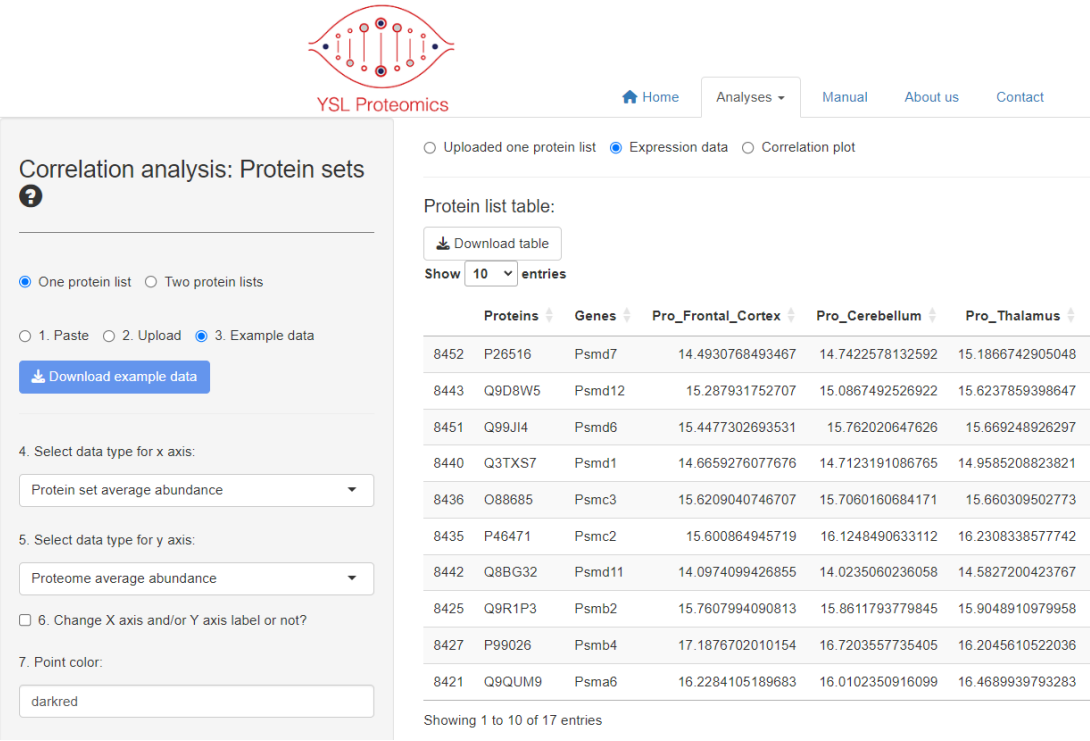 YSL Proteomics
Home Analyses Manual About us Contact
Correlation analysis: Protein sets
?
One protein list Two protein lists
1. Paste 2. Upload 3. Example data
Download example data
4. Select data type for x axis:
Protein set average abundance
5. Select data type for y axis:
Proteome average abundance
6. Change X axis and/or Y axis label or not?
7. Point color:
darkred
Uploaded one protein list Expression data Correlation plot
Protein list table:
Download table
Show 10 entries
Proteins Genes Pro_Frontal_Cortex Pro_Cerebellum Pro_Thalamus
8452 P26516 Psmd7 14.4930768493467 14.7422578132592 15.1866742905048
8443 Q9D8W5 Psmd12 15.287931752707 15.0867492526922 15.6237859398647
8451 Q99JI4 Psmd6 15.4477302693531 15.762020647626 15.669248926297
8440 Q3TXS7 Psmd1 14.6659276077676 14.7123191086765 14.9585208823821
8436 O88685 Psmc3 15.6209040746707 15.7060160684171 15.660309502773
8435 P46471 Psmc2 15.600864945719 16.1248490633112 16.2308338577742
8442 Q8BG32 Psmd11 14.0974099426855 14.0235060236058 14.5827200423767
8425 Q9R1P3 Psmb2 15.7607994090813 15.8611793779845 15.9048910979958
8427 P99026 Psmb4 17.1876702010154 16.7203557735405 16.2045610522036
8421 Q9QUM9 Psma6 16.2284105189683 16.0102350916099 16.4689939793283
Showing 1 to 10 of 17 entries